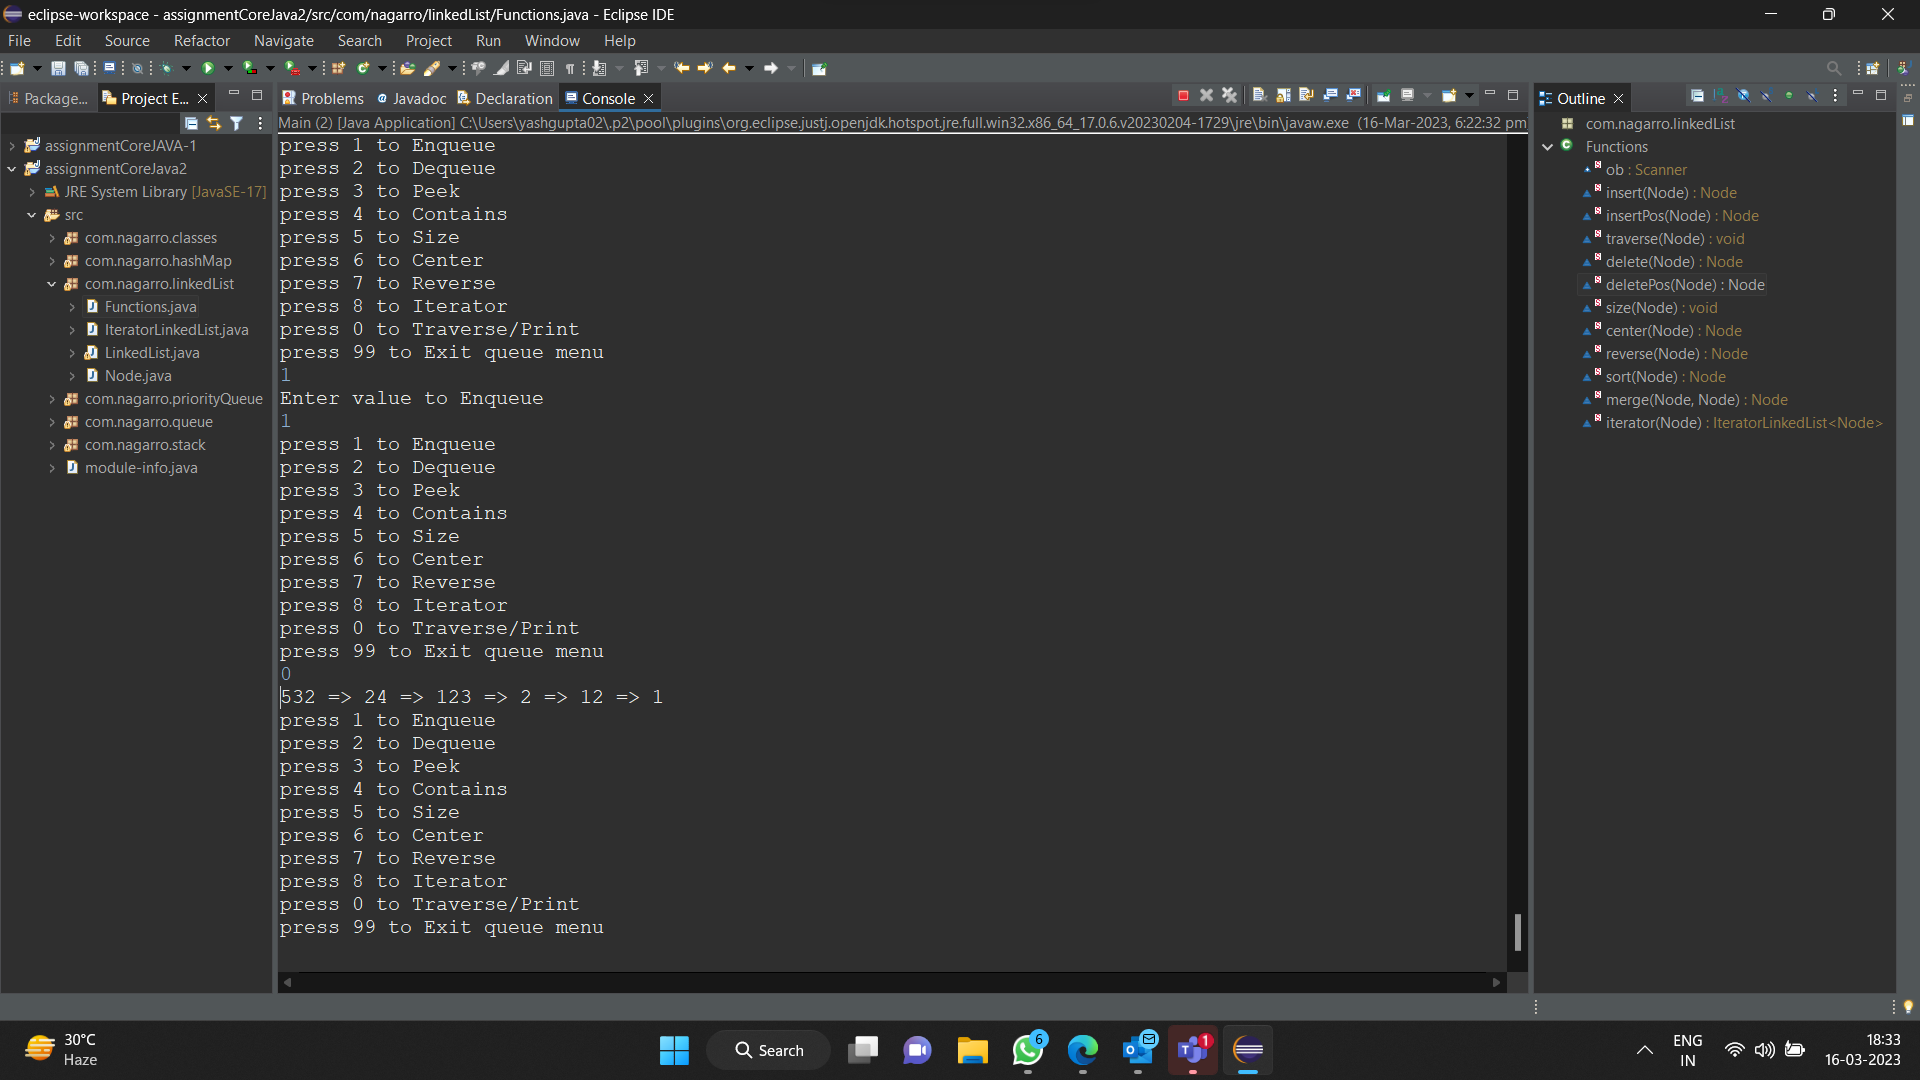 eclipse-workspace - assignmentCoreJava2/src/com/nagarro/linkedList/Functions.java - Eclipse IDE
File Edit Source Refactor Navigate Search Project Run Window Help
Package... Project E... Problems Javadoc Declaration Console Outline
Main (2) [Java Application] C:\Users\yashgupta02\.p2\pool\plugins\org.eclipse.justj.openjdk.hotspot.jre.full.win32.x86_64_17.0.6.v20230204-1729\jre\bin\javaw.exe (16-Mar-2023, 6:22:32 pm
assignmentCoreJAVA-1
assignmentCoreJava2
JRE System Library [JavaSE-17]
src
com.nagarro.classes
com.nagarro.hashMap
com.nagarro.linkedList
Functions.java
IteratorLinkedList.java
LinkedList.java
Node.java
com.nagarro.priorityQueue
com.nagarro.queue
com.nagarro.stack
module-info.java
press 1 to Enqueue
press 2 to Dequeue
press 3 to Peek
press 4 to Contains
press 5 to Size
press 6 to Center
press 7 to Reverse
press 8 to Iterator
press 0 to Traverse/Print
press 99 to Exit queue menu
1
Enter value to Enqueue
1
press 1 to Enqueue
press 2 to Dequeue
press 3 to Peek
press 4 to Contains
press 5 to Size
press 6 to Center
press 7 to Reverse
press 8 to Iterator
press 0 to Traverse/Print
press 99 to Exit queue menu
0
532 => 24 => 123 => 2 => 12 => 1
press 1 to Enqueue
press 2 to Dequeue
press 3 to Peek
press 4 to Contains
press 5 to Size
press 6 to Center
press 7 to Reverse
press 8 to Iterator
press 0 to Traverse/Print
press 99 to Exit queue menu
com.nagarro.linkedList
Functions
ob : Scanner
insert(Node) : Node
insertPos(Node) : Node
traverse(Node) : void
delete(Node) : Node
deletePos(Node) : Node
size(Node) : void
center(Node) : Node
reverse(Node) : Node
sort(Node) : Node
merge(Node, Node) : Node
iterator(Node) : IteratorLinkedList<Node>
30°C
Haze
Search
6
1
ENG
IN
18:33
16-03-2023